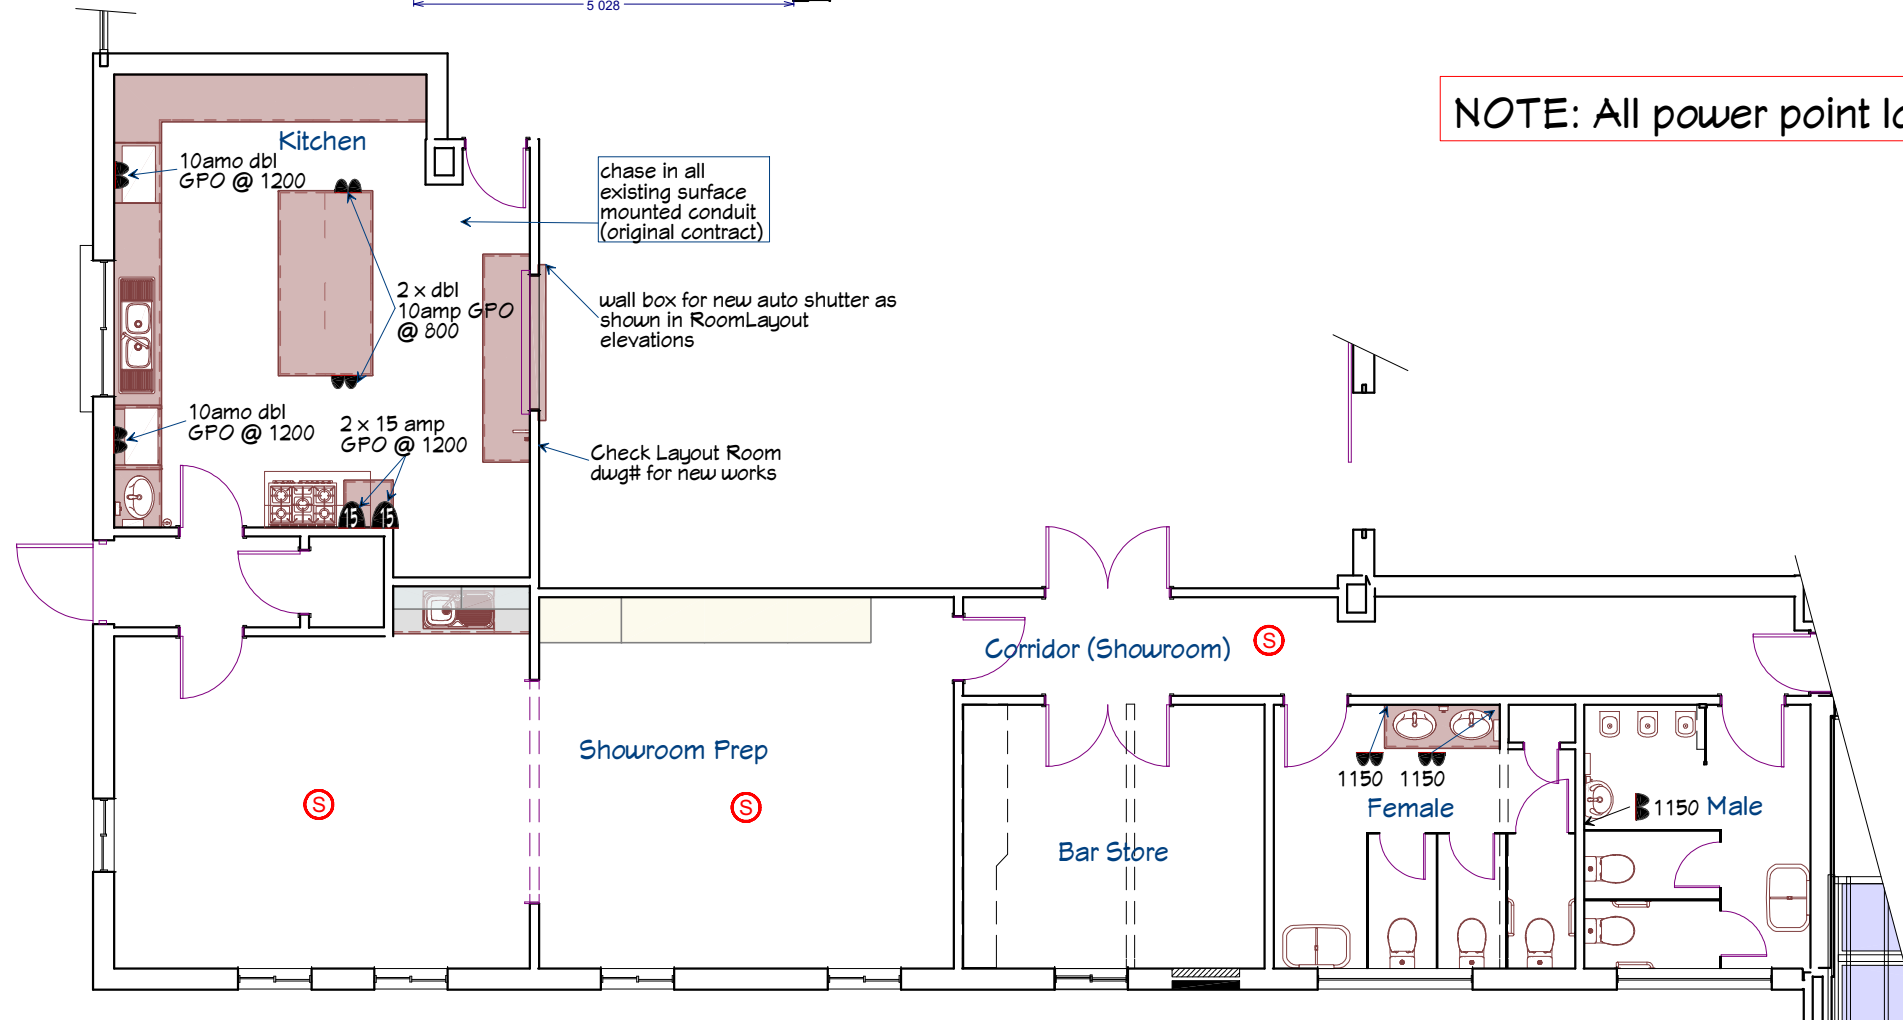 5 028
NOTE: All power point lo
Kitchen
10amo dbl
GPO @ 1200
chase in all
existing surface
mounted conduit
(original contract)
2 x dbl
10amp GPO
@ 800
wall box for new auto shutter as
shown in RoomLayout
elevations
10amo dbl
GPO @ 1200
2 x 15 amp
GPO @ 1200
Check Layout Room
dwg# for new works
15
15
Corridor (Showroom)
S
Showroom Prep
S
S
Bar Store
1150
1150
Female
1150
Male